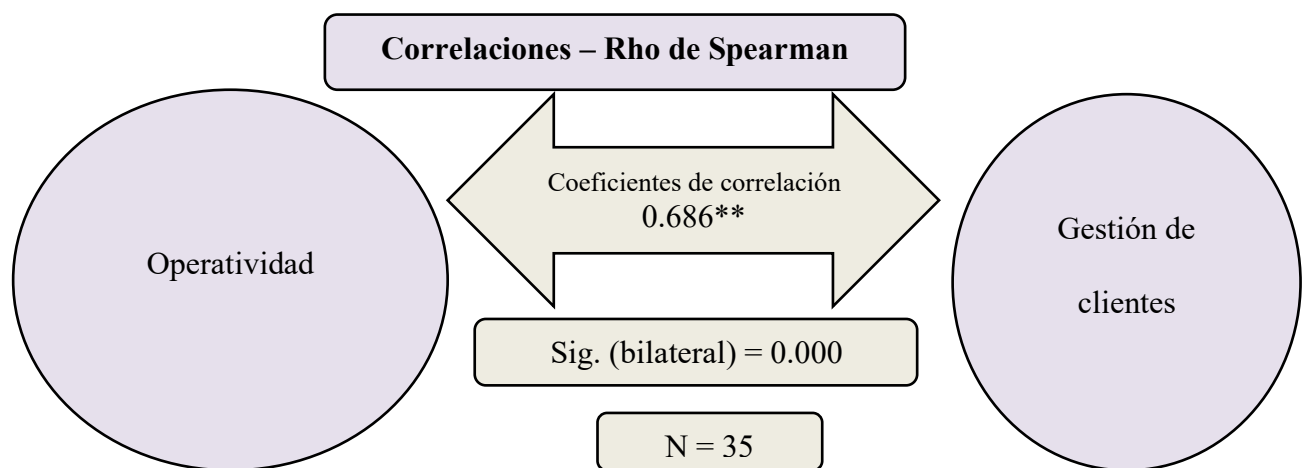 Correlaciones – Rho de Spearman
Operatividad
Coeficientes de correlación
0.686**
Gestión de
clientes
Sig. (bilateral) = 0.000
N = 35